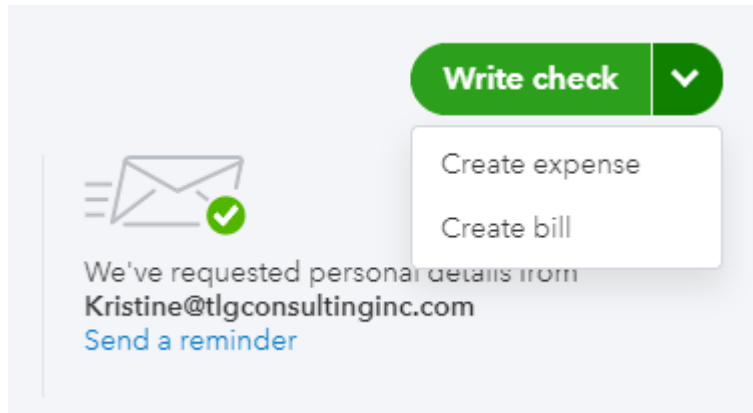 Write check
Create expense
Create bill
We've requested personal details from
Kristine@tlgconsultinginc.com
Send a reminder